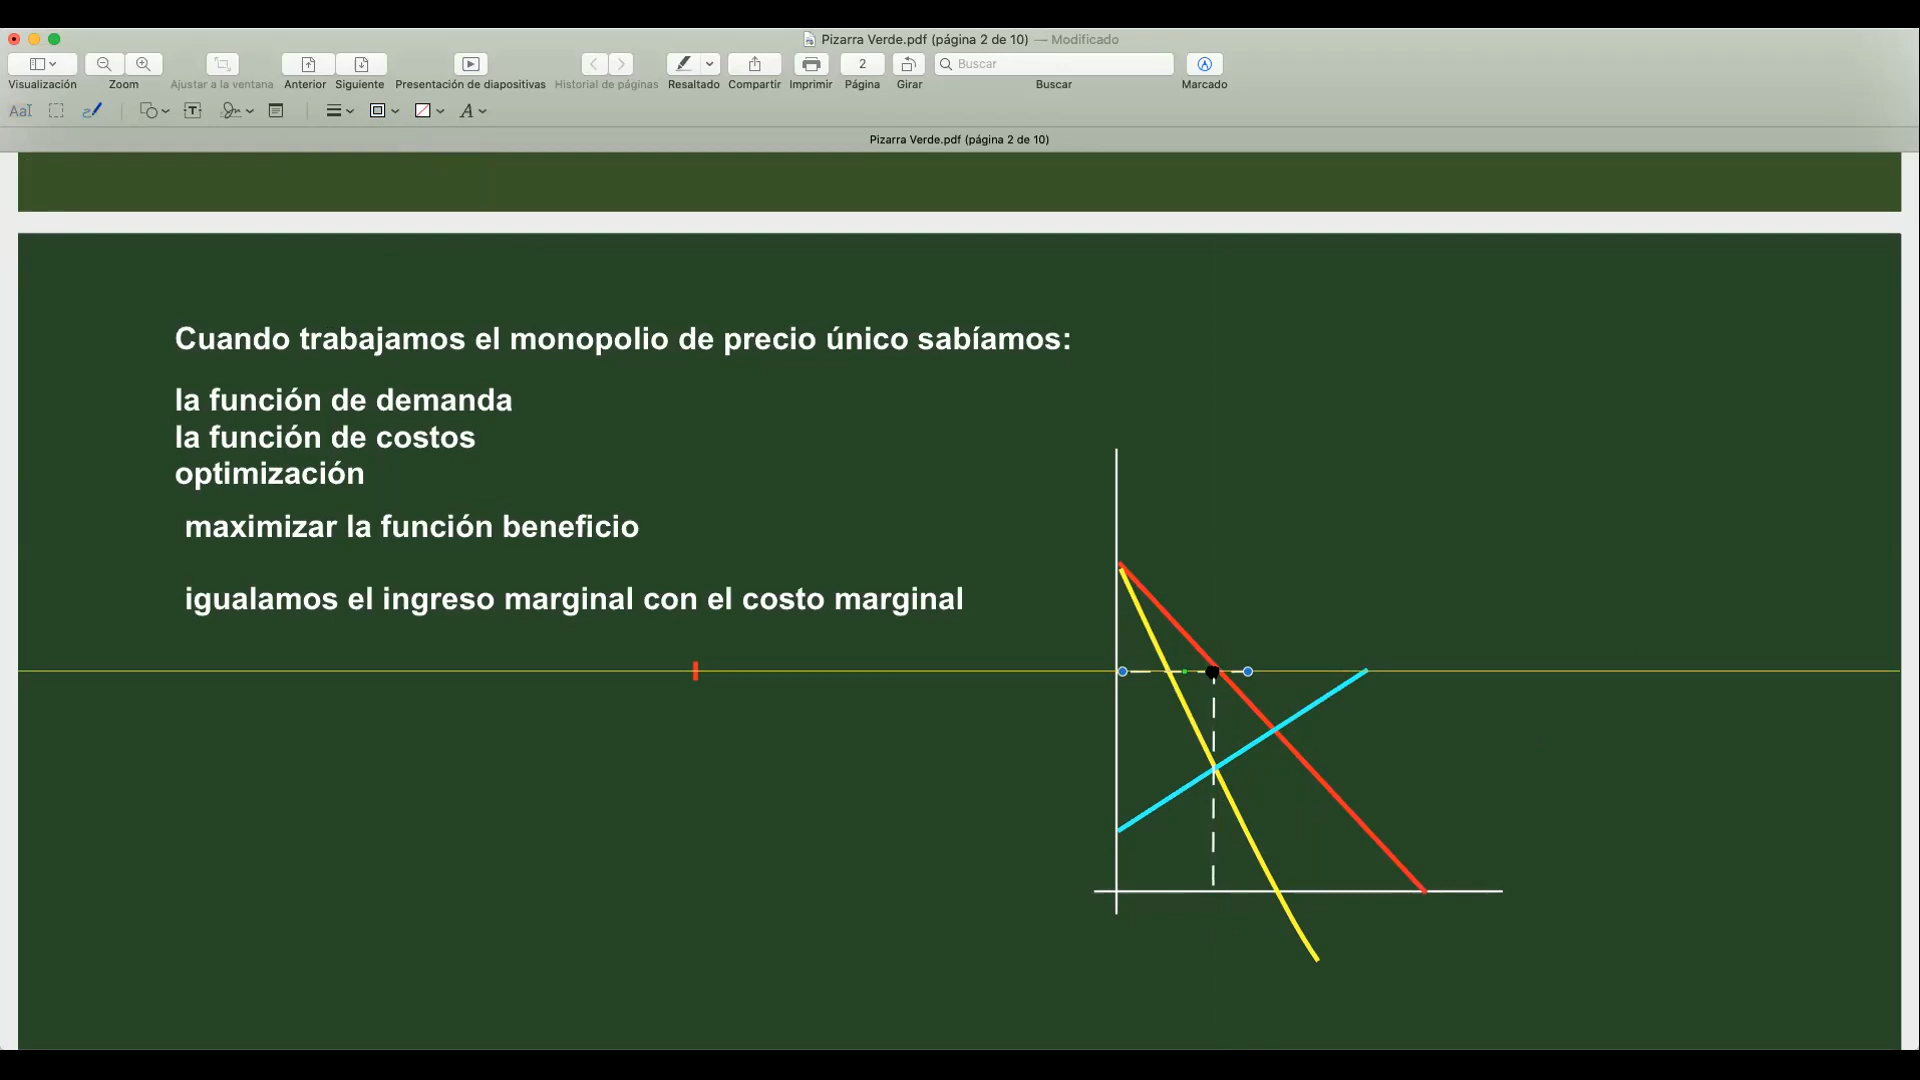 Pizarra Verde.pdf (página 2 de 10) — Modificado
2
Buscar
Visualización
Zoom
Ajustar a la ventana
Anterior
Siguiente
Presentación de diapositivas
Historial de páginas
Resaltado
Compartir
Imprimir
Página
Girar
Buscar
Marcado
AaI
T
A
Pizarra Verde.pdf (página 2 de 10)
Cuando trabajamos el monopolio de precio único sabíamos:
la función de demanda
la función de costos
optimización
maximizar la función beneficio
igualamos el ingreso marginal con el costo marginal